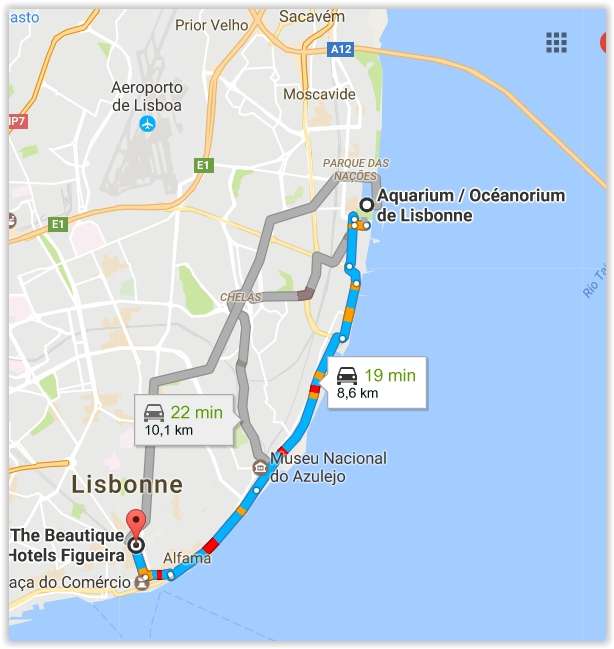 asto
Sacavém
Prior Velho
A12
Aeroporto
de Lisboa
Moscavide
IP7
PARQUE DAS
NAÇÕES
E1
Aquarium / Océanorium
de Lisbonne
E1
Rio Te
CHELAS
19 min
8,6 km
22 min
10,1 km
Museu Nacional
do Azulejo
Lisbonne
The Beautique
Hotels Figueira
Alfama
aça do Comércio